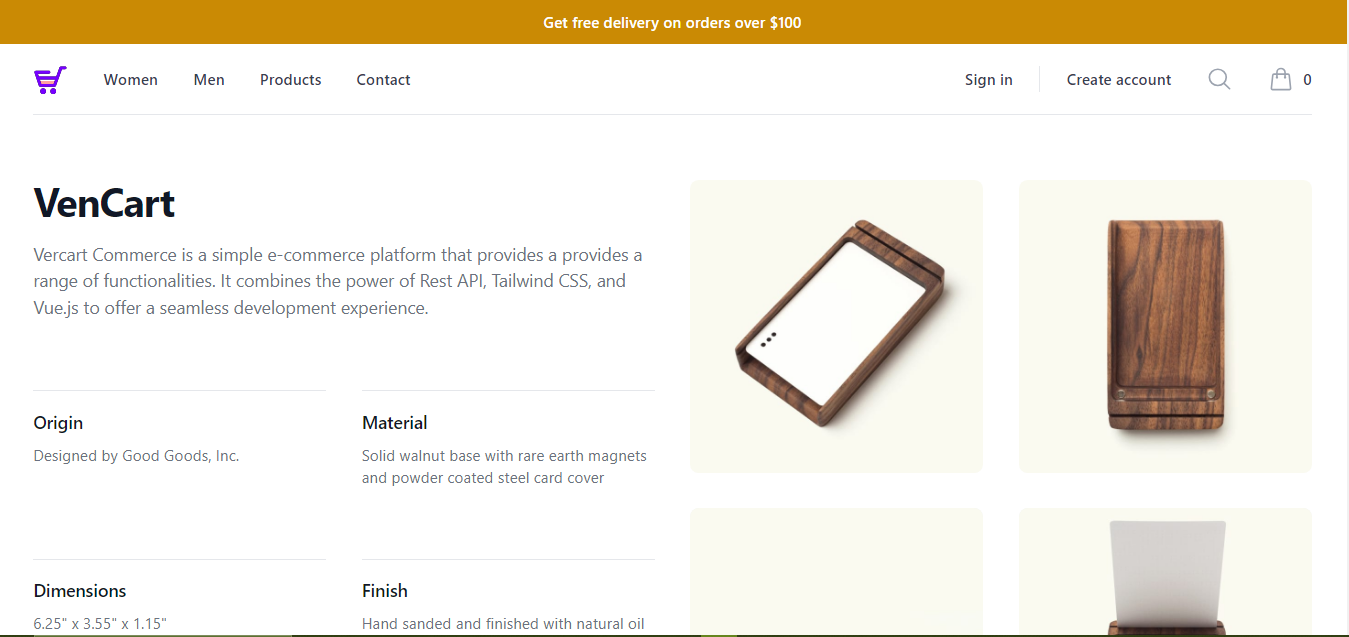 Get free delivery on orders over $100
Women Men Products Contact Sign in Create account 0
VenCart
Vercart Commerce is a simple e-commerce platform that provides a provides a
range of functionalities. It combines the power of Rest API, Tailwind CSS, and
Vue.js to offer a seamless development experience.
Origin
Designed by Good Goods, Inc.
Material
Solid walnut base with rare earth magnets
and powder coated steel card cover
Dimensions
6.25" x 3.55" x 1.15"
Finish
Hand sanded and finished with natural oil